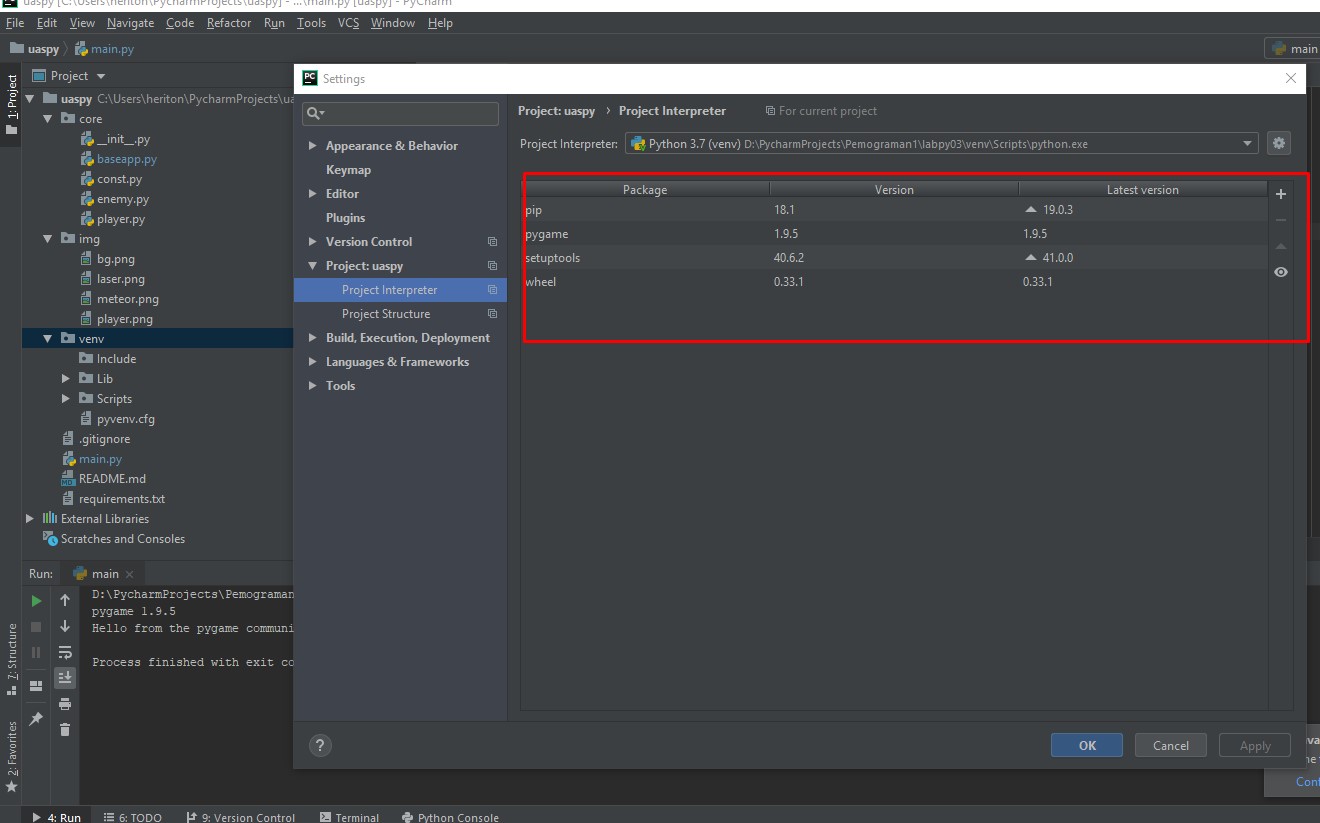 uaspy [C:\Users\heriton\PycharmProjects\uaspy] - ...\main.py [uaspy] - PyCharm
File Edit View Navigate Code Refactor Run Tools VCS Window Help
uaspy main.py main
1: Project
Project
uaspy C:\Users\heriton\PycharmProjects\ua
core
__init__.py
baseapp.py
const.py
enemy.py
player.py
img
bg.png
laser.png
meteor.png
player.png
venv
Include
Lib
Scripts
pyvenv.cfg
.gitignore
main.py
README.md
requirements.txt
External Libraries
Scratches and Consoles
Settings
Appearance & Behavior
Keymap
Editor
Plugins
Version Control
Project: uaspy
Project Interpreter
Project Structure
Build, Execution, Deployment
Languages & Frameworks
Tools
Project: uaspy › Project Interpreter For current project
Project Interpreter: Python 3.7 (venv) D:\PycharmProjects\Pemograman1\labpy03\venv\Scripts\python.exe
Package Version Latest version
pip 18.1 19.0.3
pygame 1.9.5 1.9.5
setuptools 40.6.2 41.0.0
wheel 0.33.1 0.33.1
? OK Cancel Apply
Run: main
D:\PycharmProjects\Pemograman
pygame 1.9.5
Hello from the pygame communi
Process finished with exit co
7: Structure
2: Favorites
Cont
4: Run 6: TODO 9: Version Control Terminal Python Console